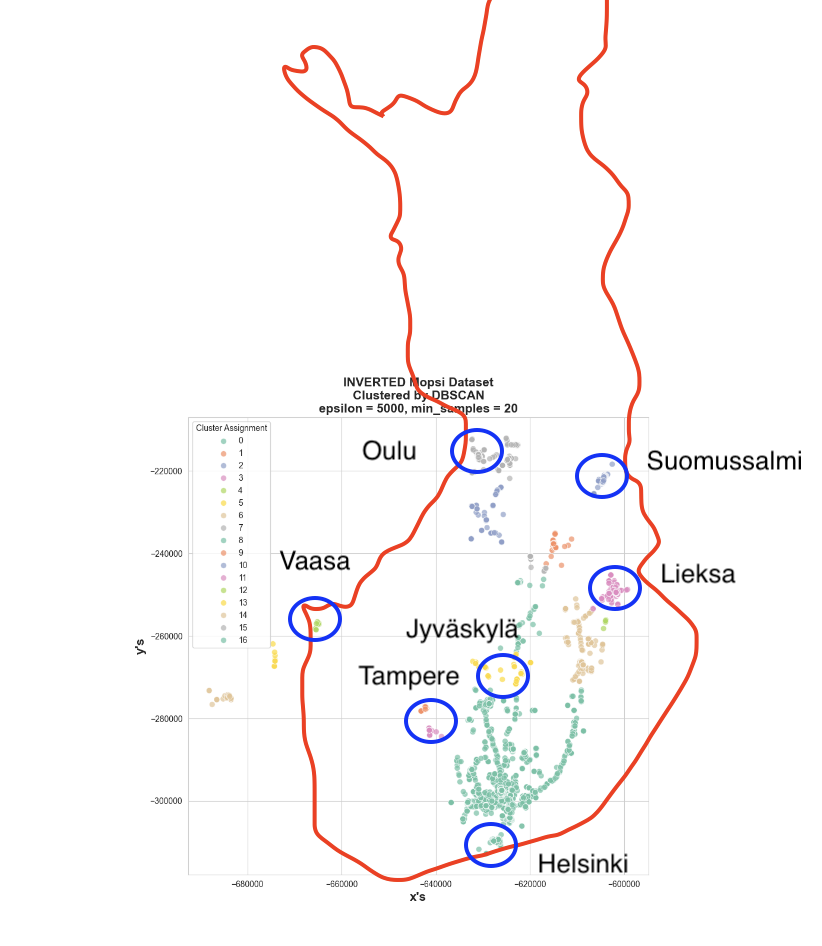 INVERTED Mopsi Dataset
Clustered by DBSCAN
epsilon = 5000, min_samples = 20
Cluster Assignment
0
1
2
3
4
5
6
7
8
9
10
11
12
13
14
15
16
Oulu
Suomussalmi
Vaasa
Lieksa
Jyväskylä
Tampere
Helsinki
y's
−220000
−240000
−260000
−280000
−300000
−680000
−660000
−640000
−620000
−600000
x's